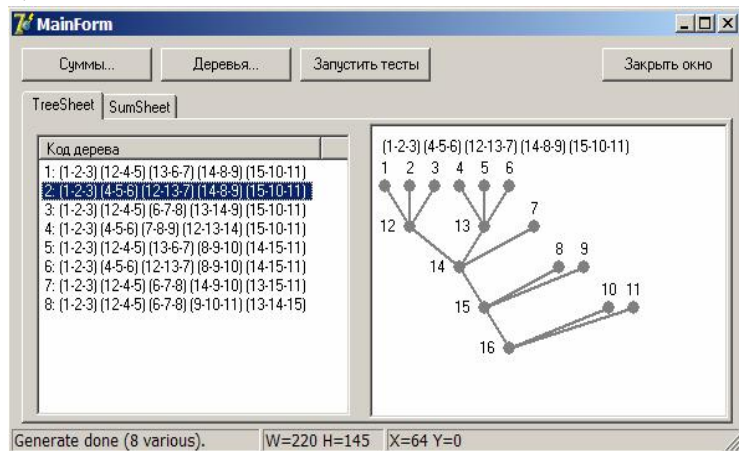 MainForm
Суммы... Деревья... Запустить тесты Закрыть окно
TreeSheet SumSheet
Код дерева
1: (1-2-3) (12-4-5) (13-6-7) (14-8-9) (15-10-11)
2: (1-2-3) (4-5-6) (12-13-7) (14-8-9) (15-10-11)
3: (1-2-3) (12-4-5) (6-7-8) (13-14-9) (15-10-11)
4: (1-2-3) (4-5-6) (7-8-9) (12-13-14) (15-10-11)
5: (1-2-3) (12-4-5) (13-6-7) (8-9-10) (14-15-11)
6: (1-2-3) (4-5-6) (12-13-7) (8-9-10) (14-15-11)
7: (1-2-3) (12-4-5) (6-7-8) (14-9-10) (13-15-11)
8: (1-2-3) (12-4-5) (6-7-8) (9-10-11) (13-14-15)
(1-2-3) (4-5-6) (12-13-7) (14-8-9) (15-10-11)
1 2 3 4 5 6
7
12 13
8 9
14
10 11
15
16
Generate done (8 various). W=220 H=145 X=64 Y=0